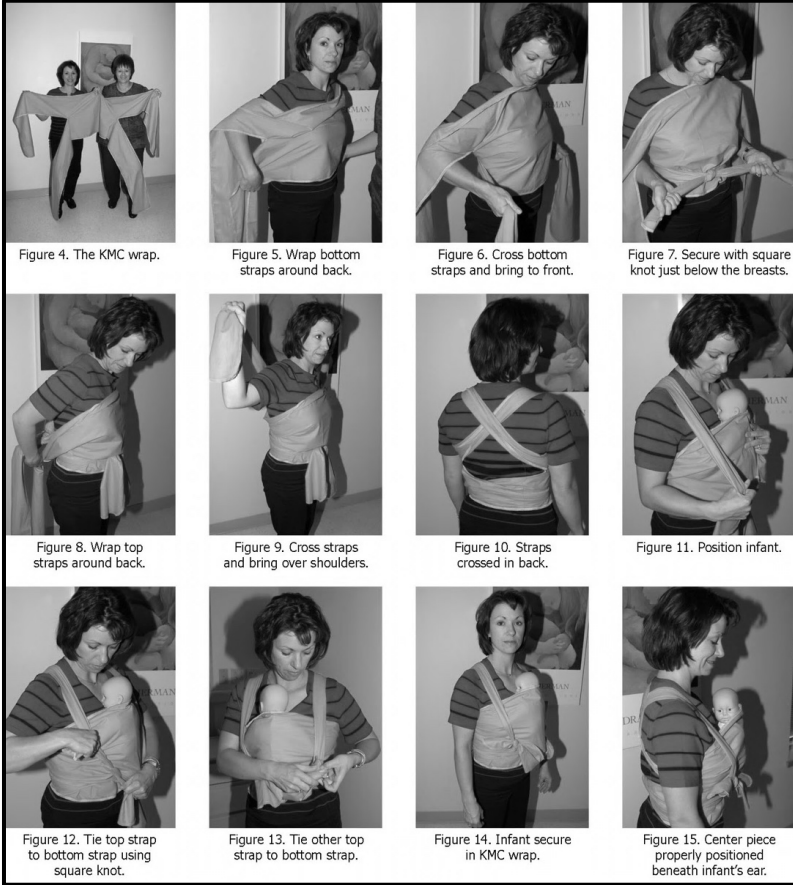 Figure 4. The KMC wrap.
Figure 5. Wrap bottom
straps around back.
Figure 6. Cross bottom
straps and bring to front.
Figure 7. Secure with square
knot just below the breasts.
Figure 8. Wrap top
straps around back.
Figure 9. Cross straps
and bring over shoulders.
Figure 10. Straps
crossed in back.
Figure 11. Position infant.
Figure 12. Tie top strap
to bottom strap using
square knot.
Figure 13. Tie other top
strap to bottom strap.
Figure 14. Infant secure
in KMC wrap.
Figure 15. Center piece
properly positioned
beneath infant's ear.